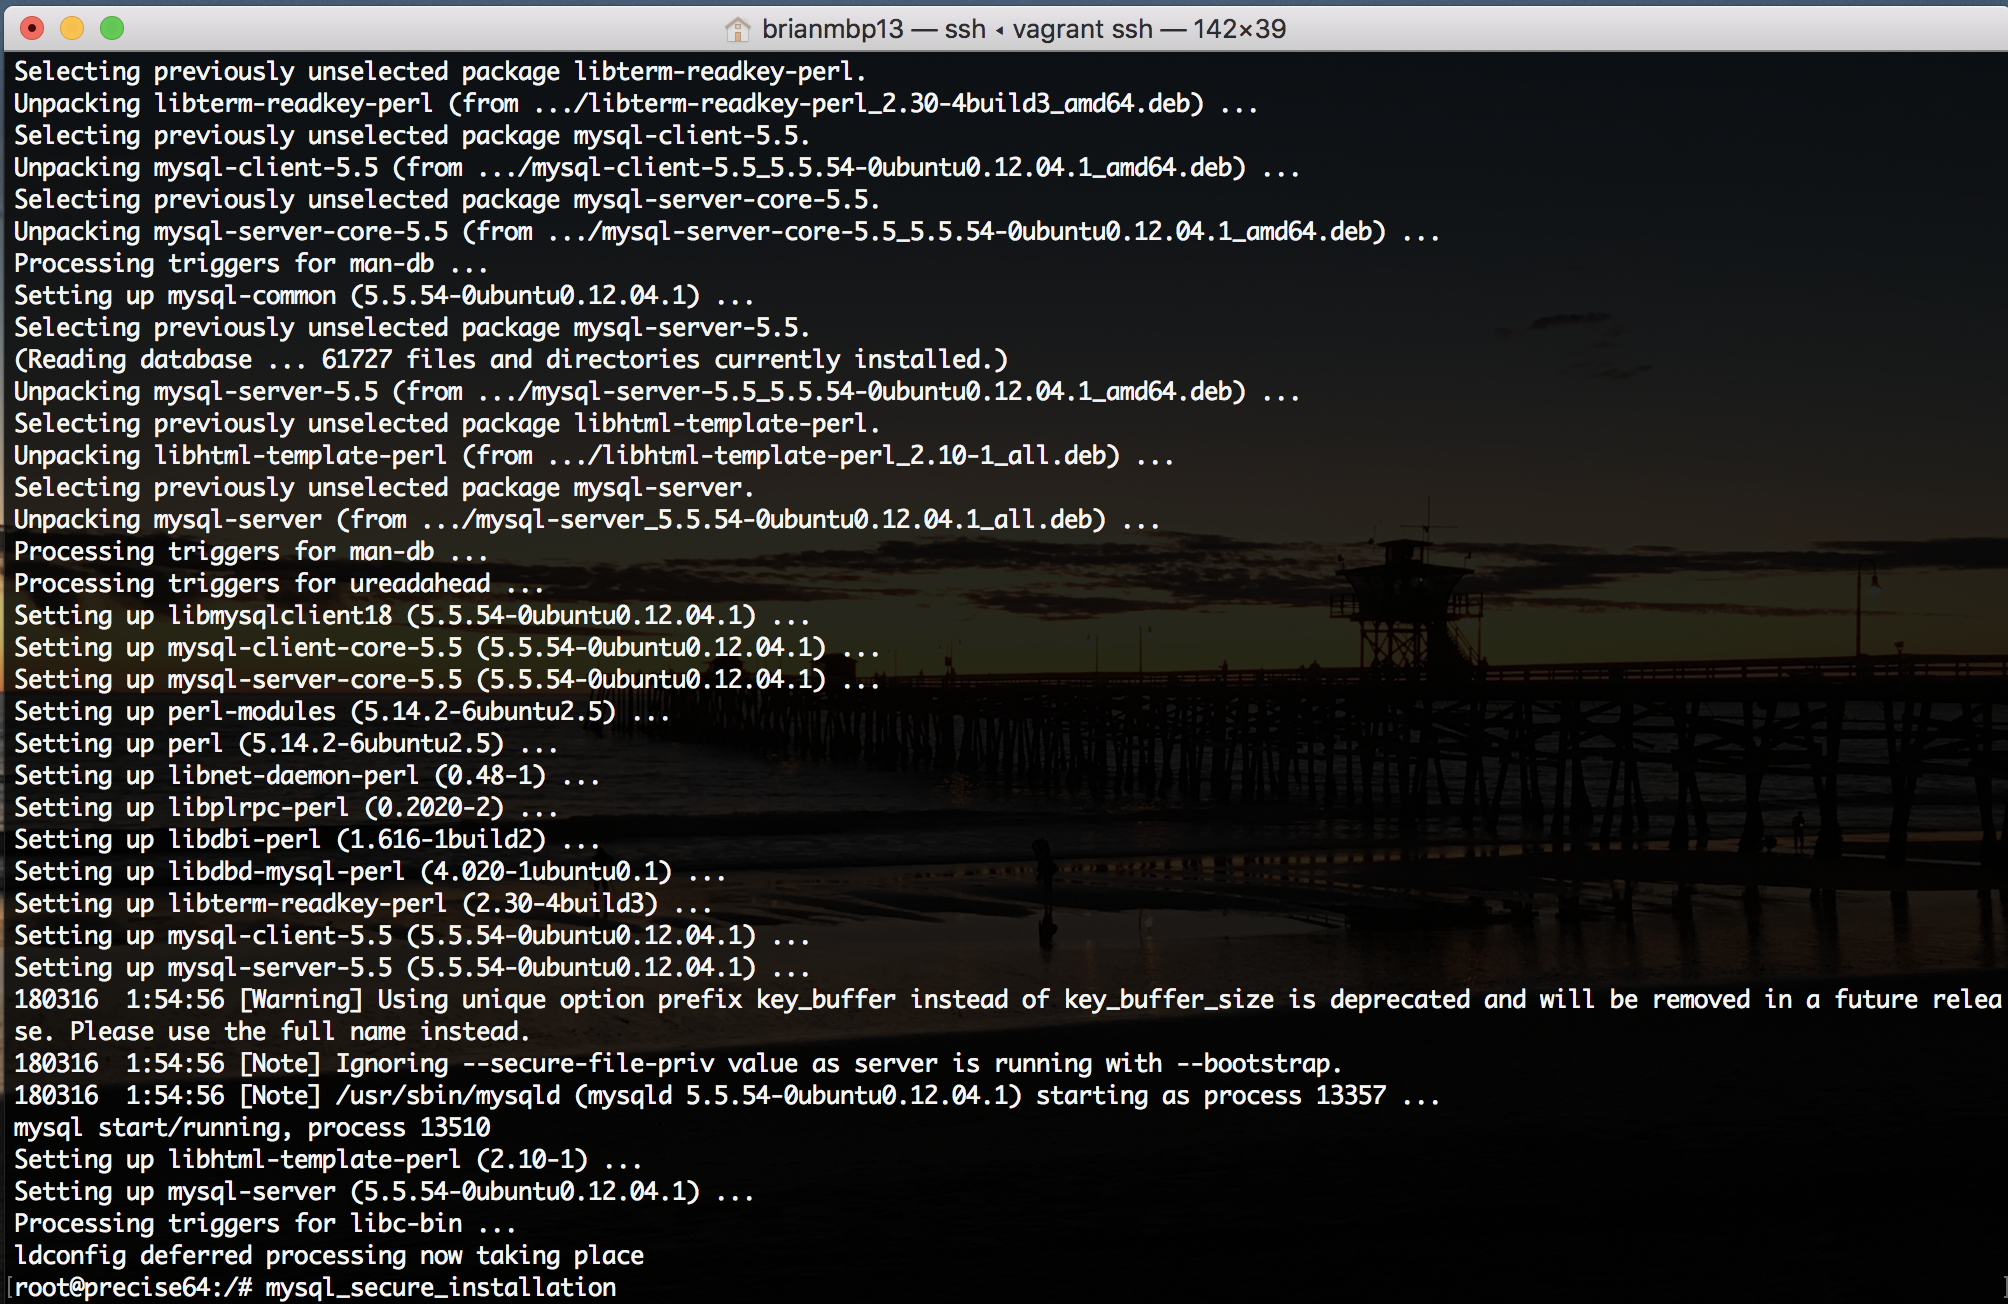 brianmbp13 — ssh ◂ vagrant ssh — 142×39
Selecting previously unselected package libterm-readkey-perl.
Unpacking libterm-readkey-perl (from .../libterm-readkey-perl_2.30-4build3_amd64.deb) ...
Selecting previously unselected package mysql-client-5.5.
Unpacking mysql-client-5.5 (from .../mysql-client-5.5_5.5.54-0ubuntu0.12.04.1_amd64.deb) ...
Selecting previously unselected package mysql-server-core-5.5.
Unpacking mysql-server-core-5.5 (from .../mysql-server-core-5.5_5.5.54-0ubuntu0.12.04.1_amd64.deb) ...
Processing triggers for man-db ...
Setting up mysql-common (5.5.54-0ubuntu0.12.04.1) ...
Selecting previously unselected package mysql-server-5.5.
(Reading database ... 61727 files and directories currently installed.)
Unpacking mysql-server-5.5 (from .../mysql-server-5.5_5.5.54-0ubuntu0.12.04.1_amd64.deb) ...
Selecting previously unselected package libhtml-template-perl.
Unpacking libhtml-template-perl (from .../libhtml-template-perl_2.10-1_all.deb) ...
Selecting previously unselected package mysql-server.
Unpacking mysql-server (from .../mysql-server_5.5.54-0ubuntu0.12.04.1_all.deb) ...
Processing triggers for man-db ...
Processing triggers for ureadahead ...
Setting up libmysqlclient18 (5.5.54-0ubuntu0.12.04.1) ...
Setting up mysql-client-core-5.5 (5.5.54-0ubuntu0.12.04.1) ...
Setting up mysql-server-core-5.5 (5.5.54-0ubuntu0.12.04.1) ...
Setting up perl-modules (5.14.2-6ubuntu2.5) ...
Setting up perl (5.14.2-6ubuntu2.5) ...
Setting up libnet-daemon-perl (0.48-1) ...
Setting up libplrpc-perl (0.2020-2) ...
Setting up libdbi-perl (1.616-1build2) ...
Setting up libdbd-mysql-perl (4.020-1ubuntu0.1) ...
Setting up libterm-readkey-perl (2.30-4build3) ...
Setting up mysql-client-5.5 (5.5.54-0ubuntu0.12.04.1) ...
Setting up mysql-server-5.5 (5.5.54-0ubuntu0.12.04.1) ...
180316  1:54:56 [Warning] Using unique option prefix key_buffer instead of key_buffer_size is deprecated and will be removed in a future relea
se. Please use the full name instead.
180316  1:54:56 [Note] Ignoring --secure-file-priv value as server is running with --bootstrap.
180316  1:54:56 [Note] /usr/sbin/mysqld (mysqld 5.5.54-0ubuntu0.12.04.1) starting as process 13357 ...
mysql start/running, process 13510
Setting up libhtml-template-perl (2.10-1) ...
Setting up mysql-server (5.5.54-0ubuntu0.12.04.1) ...
Processing triggers for libc-bin ...
ldconfig deferred processing now taking place
[root@precise64:/# mysql_secure_installation ]